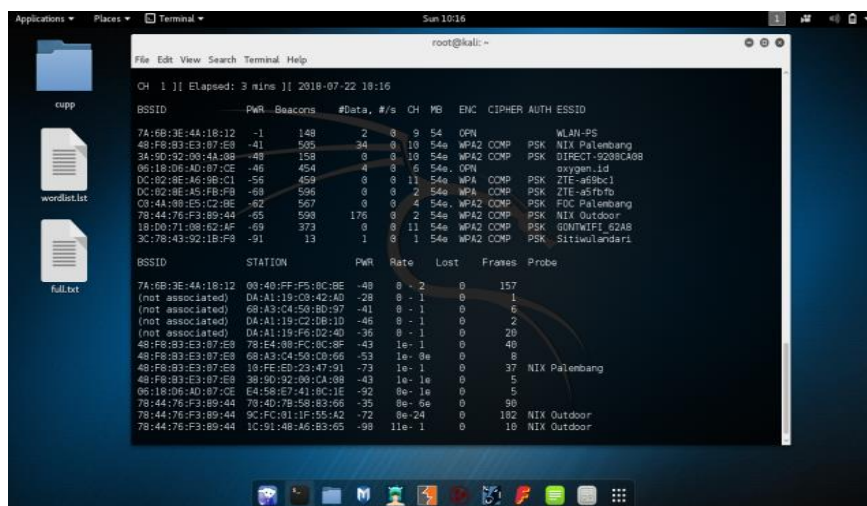 Applications Places Terminal Sun 10:16 1
root@kali: ~
File Edit View Search Terminal Help
CH 1 ][ Elapsed: 3 mins ][ 2018-07-22 10:16
BSSID PWR Beacons #Data, #/s CH MB ENC CIPHER AUTH ESSID
7A:6B:3E:4A:18:12 -1 148 2 0 9 54 OPN WLAN-PS
48:F8:B3:E3:07:E0 -41 505 34 0 10 54e WPA2 CCMP PSK NIX Palembang
3A:9D:92:00:4A:08 -40 158 0 0 10 54e WPA2 CCMP PSK DIRECT-9208CA08
06:18:D6:AD:07:CE -46 454 4 0 6 54e. OPN oxygen.id
DC:02:8E:A6:9B:C1 -56 459 0 0 11 54e WPA CCMP PSK ZTE-a69bc1
DC:02:8E:A5:FB:FB -60 596 0 0 2 54e WPA CCMP PSK ZTE-a5fbfb
C0:4A:00:E5:C2:BE -62 567 0 0 4 54e. WPA2 CCMP PSK FOC Palembang
78:44:76:F3:89:44 -65 590 176 0 2 54e WPA2 CCMP PSK NIX Outdoor
18:D0:71:08:62:AF -69 373 0 0 11 54e WPA2 CCMP PSK GONTWIFI_62A8
3C:78:43:92:1B:F8 -91 13 1 0 1 54e WPA2 CCMP PSK Sitiwulandari
BSSID STATION PWR Rate Lost Frames Probe
7A:6B:3E:4A:18:12 00:40:FF:F5:0C:BE -40 0 - 2 0 157
(not associated) DA:A1:19:C0:42:AD -28 0 - 1 0 1
(not associated) 68:A3:C4:50:BD:97 -41 0 - 1 0 6
(not associated) DA:A1:19:C2:DB:1D -46 0 - 1 0 2
(not associated) DA:A1:19:F6:D2:4D -36 0 - 1 0 20
48:F8:B3:E3:07:E0 78:E4:00:FC:0C:8F -43 1e- 1 0 40
48:F8:B3:E3:07:E0 68:A3:C4:50:C0:66 -53 1e- 0e 0 8
48:F8:B3:E3:07:E0 10:FE:ED:23:47:91 -73 1e- 1 0 37 NIX Palembang
48:F8:B3:E3:07:E0 38:9D:92:00:CA:08 -43 1e- 1e 0 5
06:18:D6:AD:07:CE E4:58:E7:41:0C:1E -92 0e- 1e 0 5
78:44:76:F3:89:44 70:4D:7B:58:83:66 -35 0e- 6e 0 90
78:44:76:F3:89:44 9C:FC:01:1F:55:A2 -72 0e-24 0 102 NIX Outdoor
78:44:76:F3:89:44 1C:91:48:A6:B3:65 -90 11e- 1 0 10 NIX Outdoor
cupp
wordlist.lst
full.txt